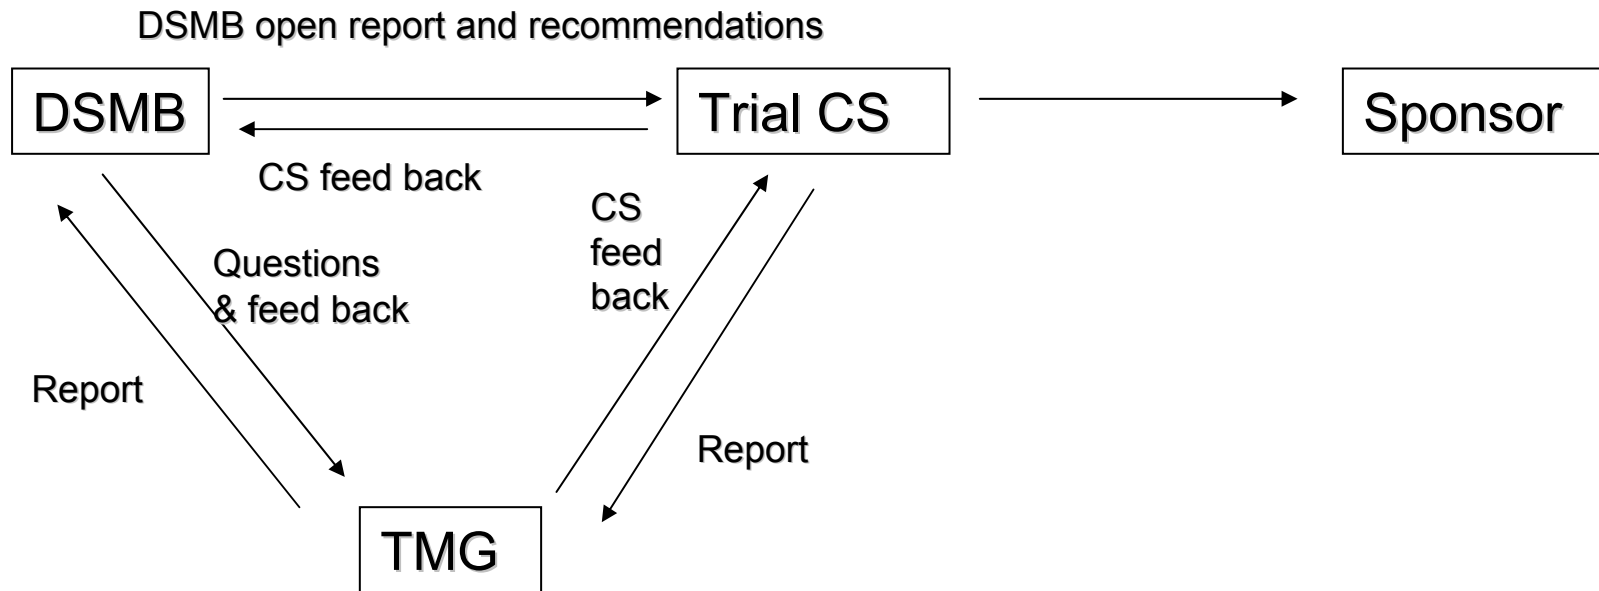 DSMB open report and recommendations
DSMB
Trial CS
Sponsor
CS feed back
CS
feed
back
Questions
& feed back
Report
Report
TMG